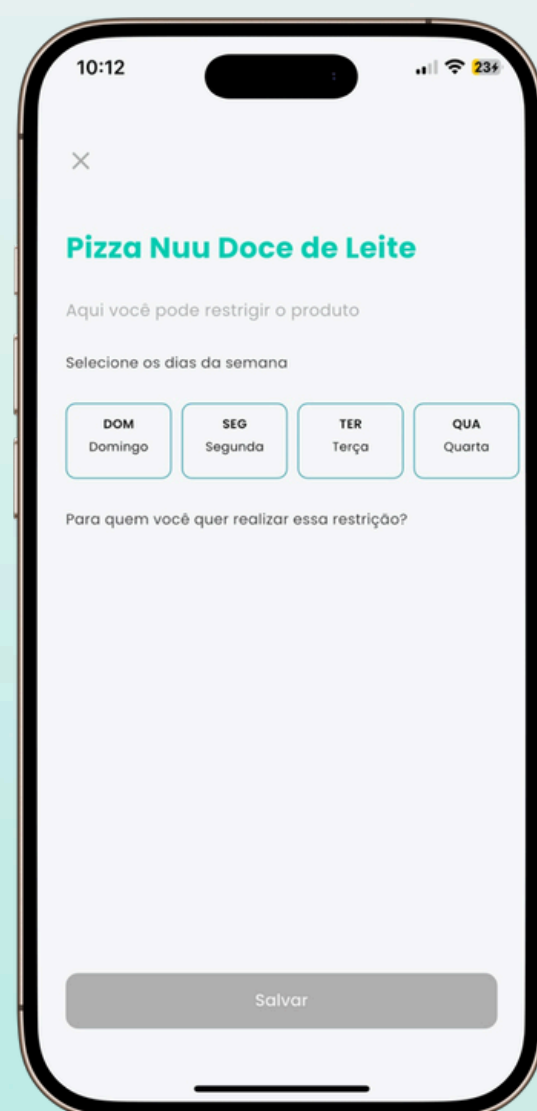 10:12
23
Pizza Nuu Doce de Leite
Aqui você pode restrigir o produto
Selecione os dias da semana
DOM SEG TER QUA
Domingo Segunda Terça Quarta
Para quem você quer realizar essa restrição?
Salvar